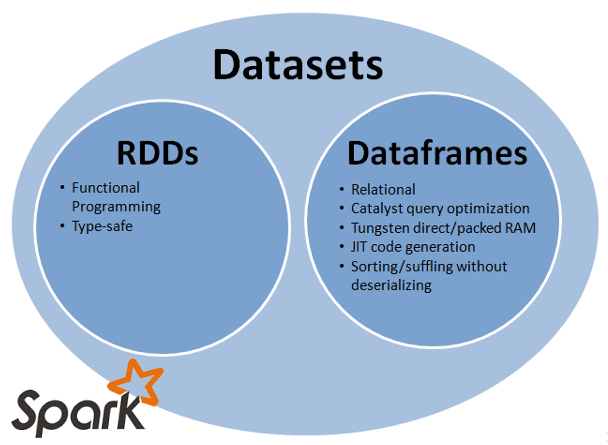 Datasets
RDDs
• Functional
Programming
• Type-safe
Dataframes
• Relational
• Catalyst query optimization
• Tungsten direct/packed RAM
• JIT code generation
• Sorting/suffling without
deserializing
Spark